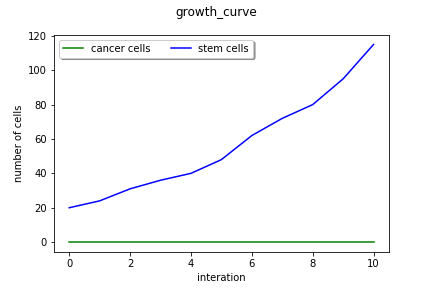 growth_curve
cancer cells
stem cells
120
100
80
60
40
20
0
number of cells
0 2 4 6 8 10
interation